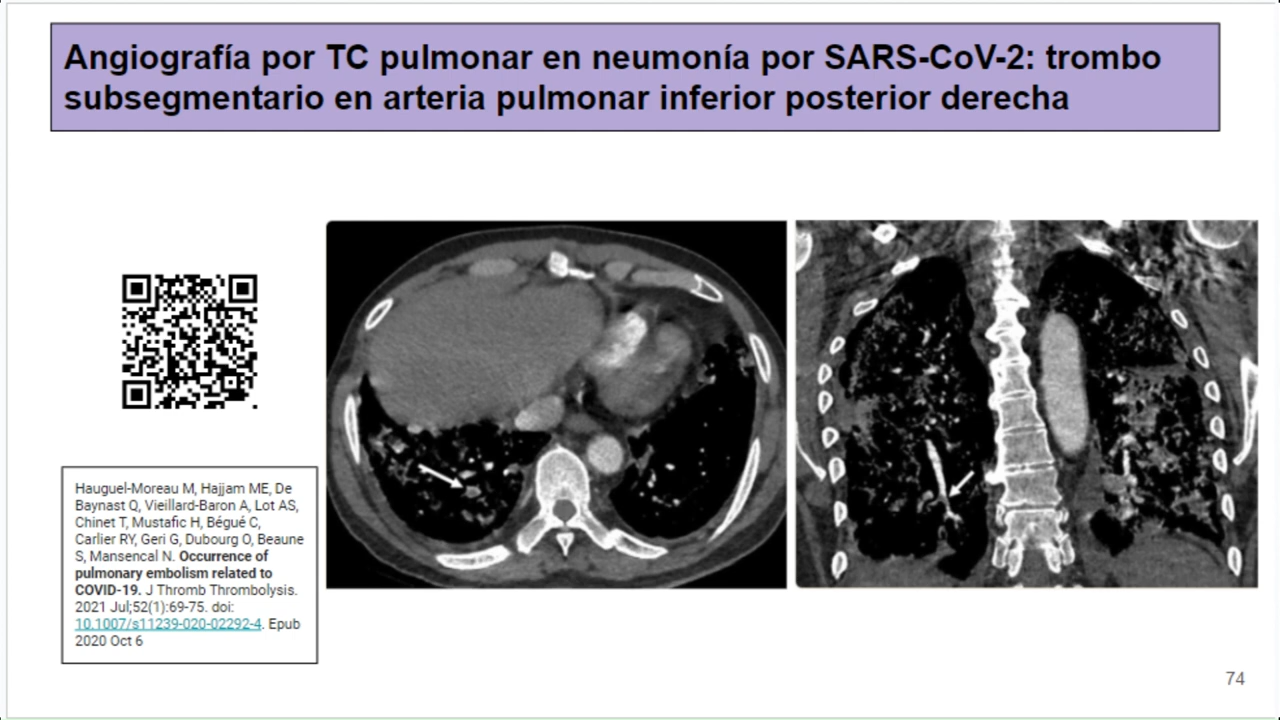 Angiografía por TC pulmonar en neumonía por SARS-CoV-2: trombo
subsegmentario en arteria pulmonar inferior posterior derecha
Hauguel-Moreau M, Hajjam ME, De
Baynast Q, Vieillard-Baron A, Lot AS,
Chinet T, Mustafic H, Bégué C,
Carlier RY, Geri G, Dubourg O, Beaune
S, Mansencal N. Occurrence of
pulmonary embolism related to
COVID-19. J Thromb Thrombolysis.
2021 Jul;52(1):69-75. doi:
10.1007/s11239-020-02292-4. Epub
2020 Oct 6
74